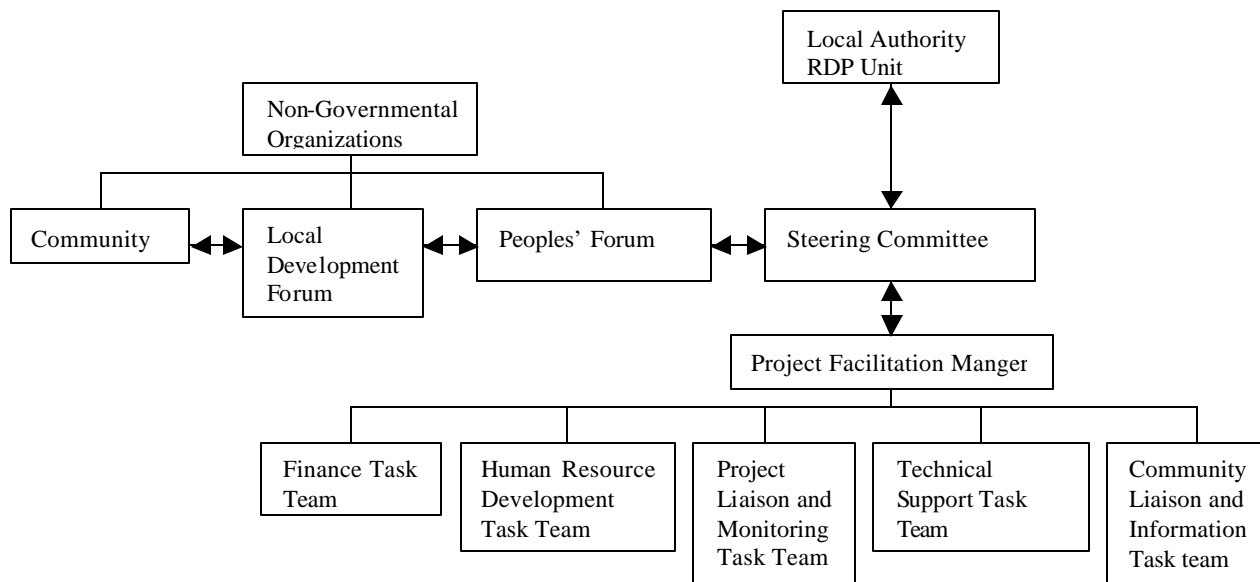 Local Authority
RDP Unit
Non-Governmental
Organizations
Community
Local
Development
Forum
Peoples' Forum
Steering Committee
Project Facilitation Manger
Finance Task
Team
Human Resource
Development
Task Team
Project
Liaison and
Monitoring
Task Team
Technical
Support Task
Team
Community
Liaison and
Information
Task team